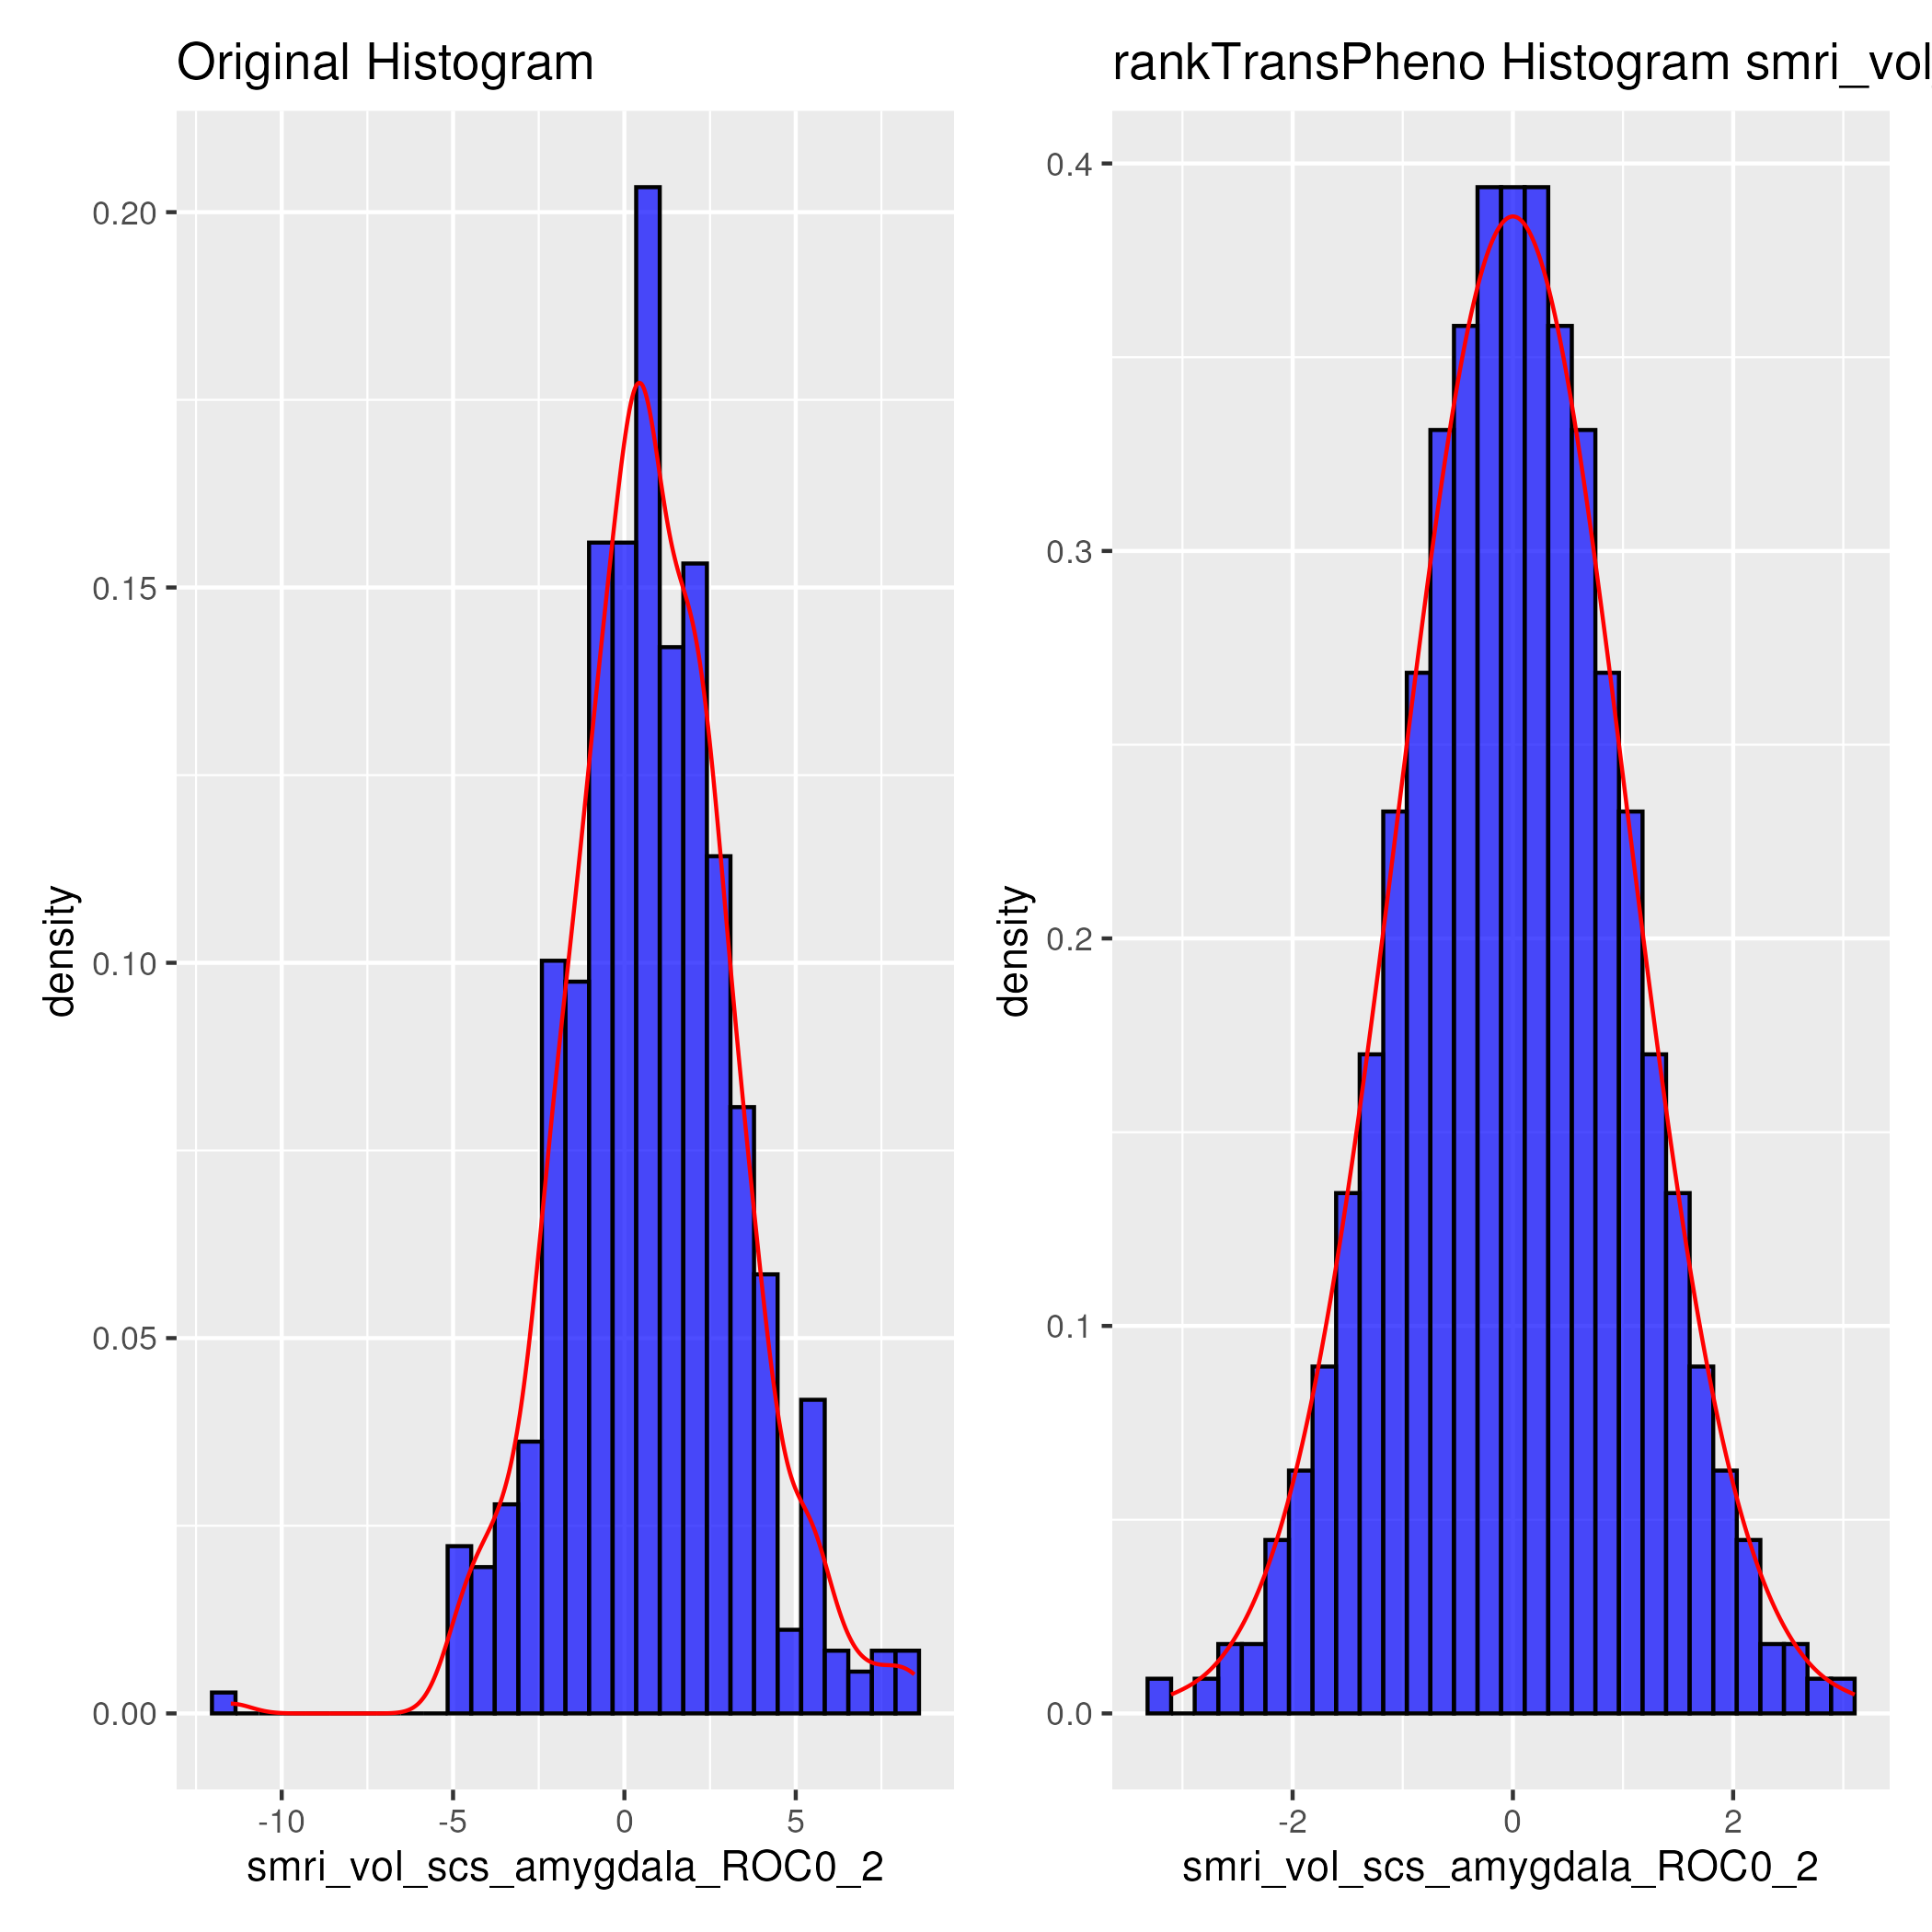 Original Histogram
0.20
0.15
0.10
0.05
0.00
density
-10 -5 0 5
smri_vol_scs_amygdala_ROC0_2
rankTransPheno Histogram smri_vol_
0.4
0.3
0.2
0.1
0.0
density
-2 0 2
smri_vol_scs_amygdala_ROC0_2